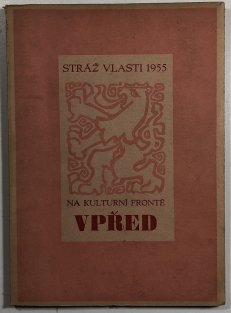 STRÁŽ VLASTI 1955
NA KULTURNÍ FRONTĚ
VPŘED